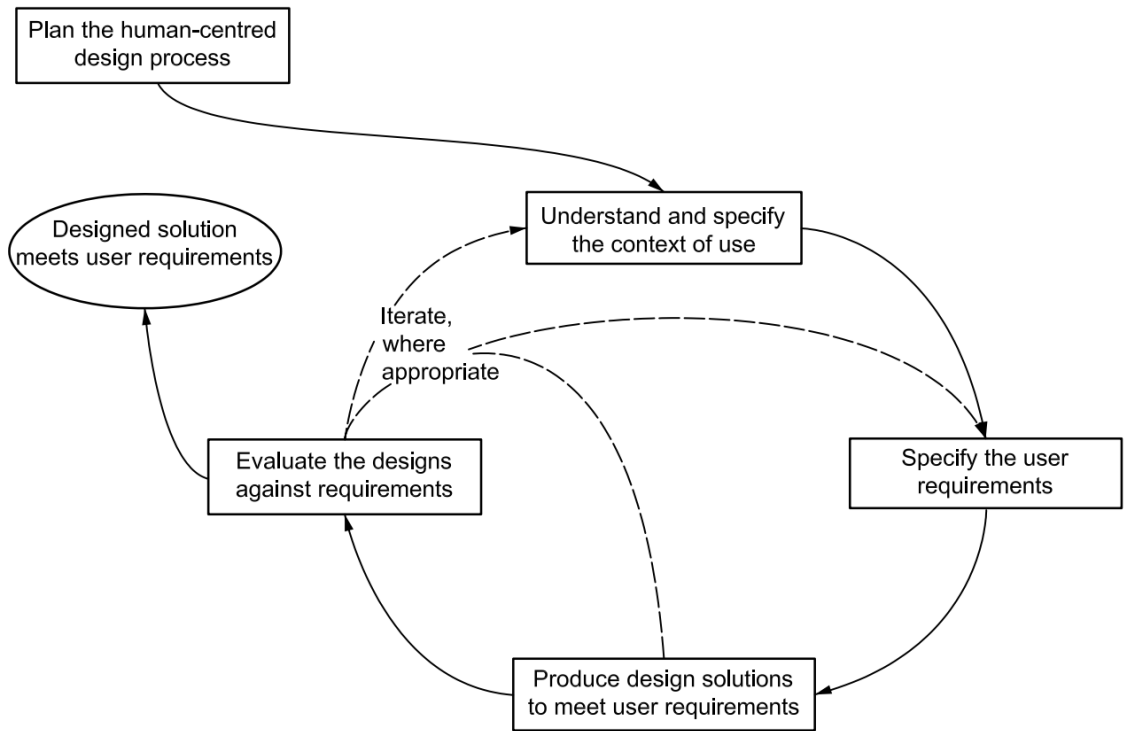 Plan the human-centred
design process
Designed solution
meets user requirements
Understand and specify
the context of use
Iterate,
where
appropriate
Evaluate the designs
against requirements
Specify the user
requirements
Produce design solutions
to meet user requirements